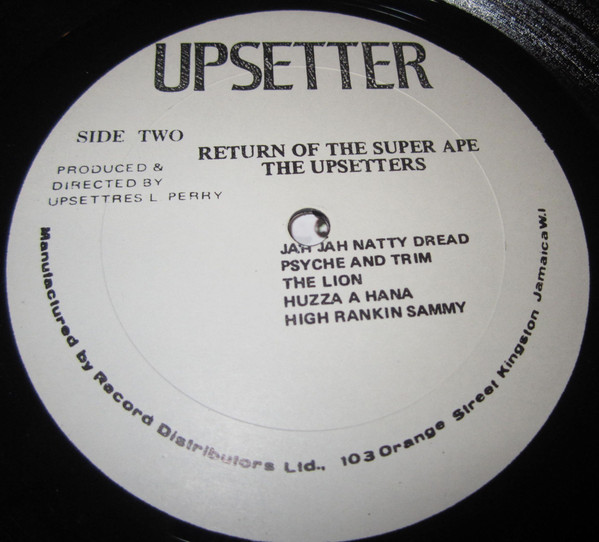 UPSETTER
SIDE TWO
RETURN OF THE SUPER APE
THE UPSETTERS
PRODUCED &
DIRECTED BY
UPSETTRES L PERRY
JAH JAH NATTY DREAD
PSYCHE AND TRIM
THE LION
HUZZA A HANA
HIGH RANKIN SAMMY
Manufactured by Record Distributors Ltd., 103 Orange Street Kingston Jamaica W.I